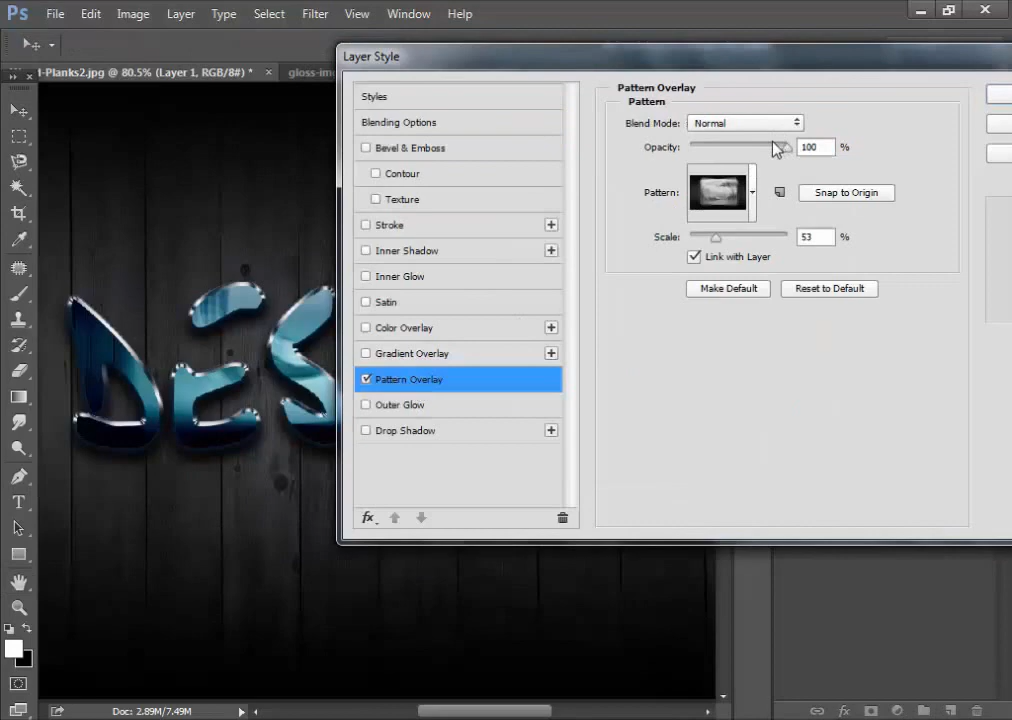 Ps File Edit Image Layer Type Select Filter View Window Help
Layer Style
-Planks2.jpg @ 80.5% (Layer 1, RGB/8#) * ×
Styles
Blending Options
Bevel & Emboss
Contour
Texture
Stroke
Inner Shadow
Inner Glow
Satin
Color Overlay
Gradient Overlay
Pattern Overlay
Outer Glow
Drop Shadow
fx
Pattern Overlay
Pattern
Blend Mode: Normal
Opacity: 100 %
Pattern: Snap to Origin
Scale: 53 %
Link with Layer
Make Default Reset to Default
DeS
T
Doc: 2.89M/7.49M
fx